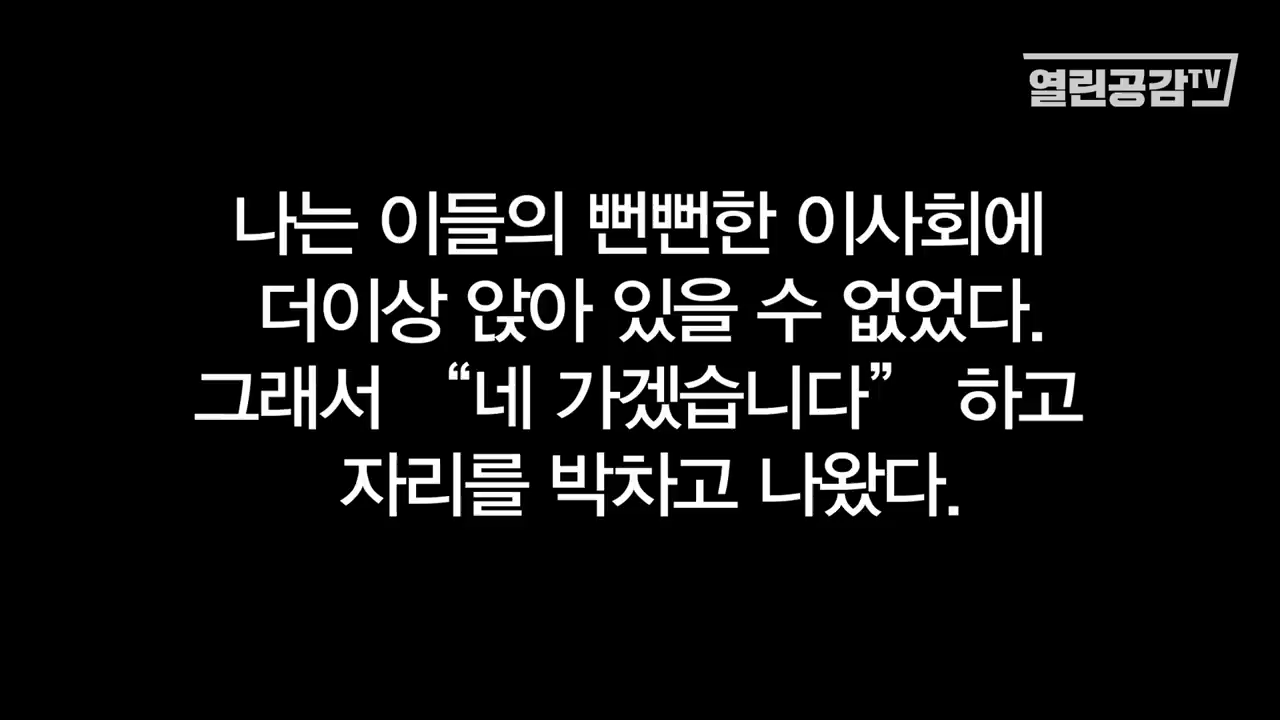 열린공감TV
나는 이들의 뻔뻔한 이사회에
더이상 앉아 있을 수 없었다.
그래서 “네 가겠습니다” 하고
자리를 박차고 나왔다.